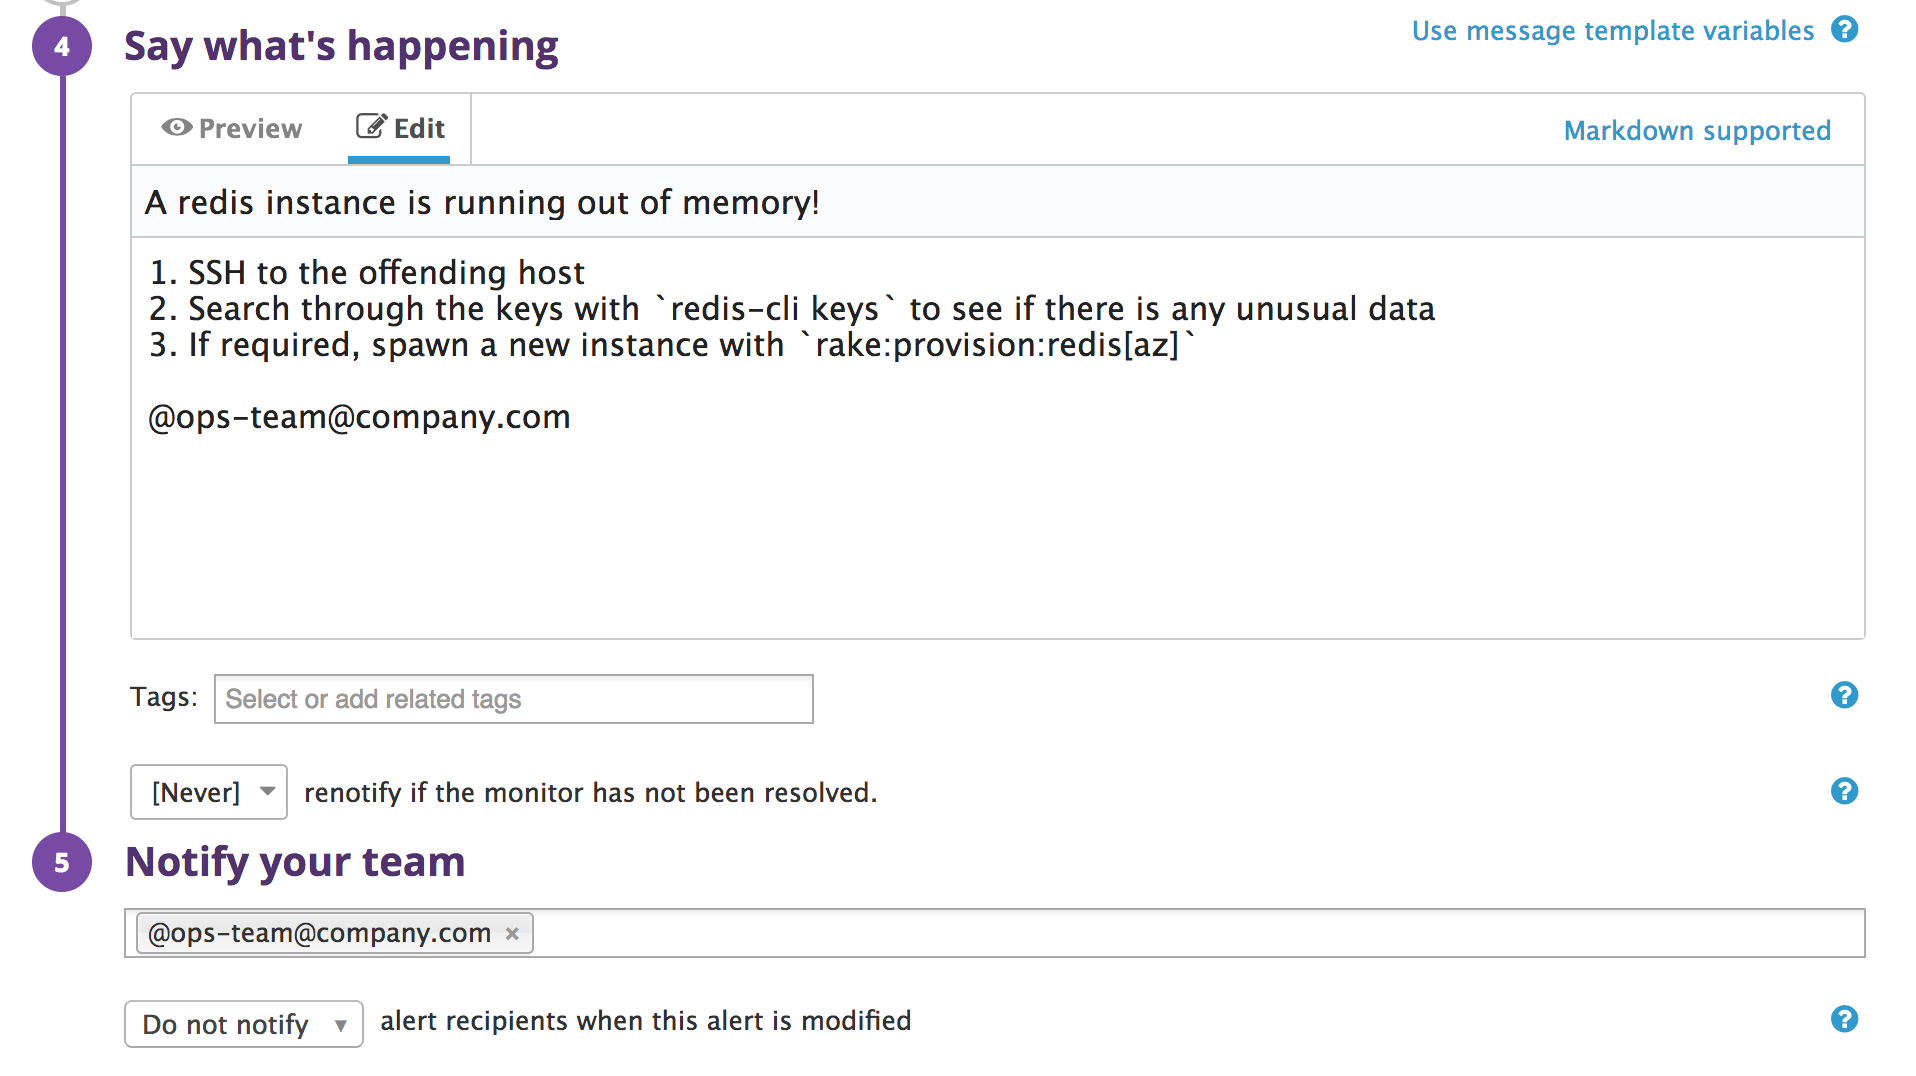 4 Say what's happening
Use message template variables ?
Preview Edit
Markdown supported
A redis instance is running out of memory!
1. SSH to the offending host
2. Search through the keys with `redis-cli keys` to see if there is any unusual data
3. If required, spawn a new instance with `rake:provision:redis[az]`
@ops-team@company.com
Tags: Select or add related tags ?
[Never] renotify if the monitor has not been resolved. ?
5 Notify your team
@ops-team@company.com ×
Do not notify alert recipients when this alert is modified ?